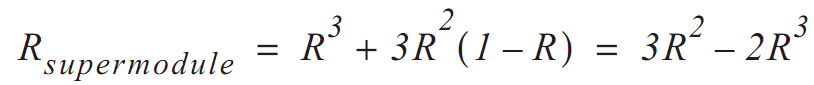 R_supermodule = R^3 + 3R^2(1 – R) = 3R^2 – 2R^3